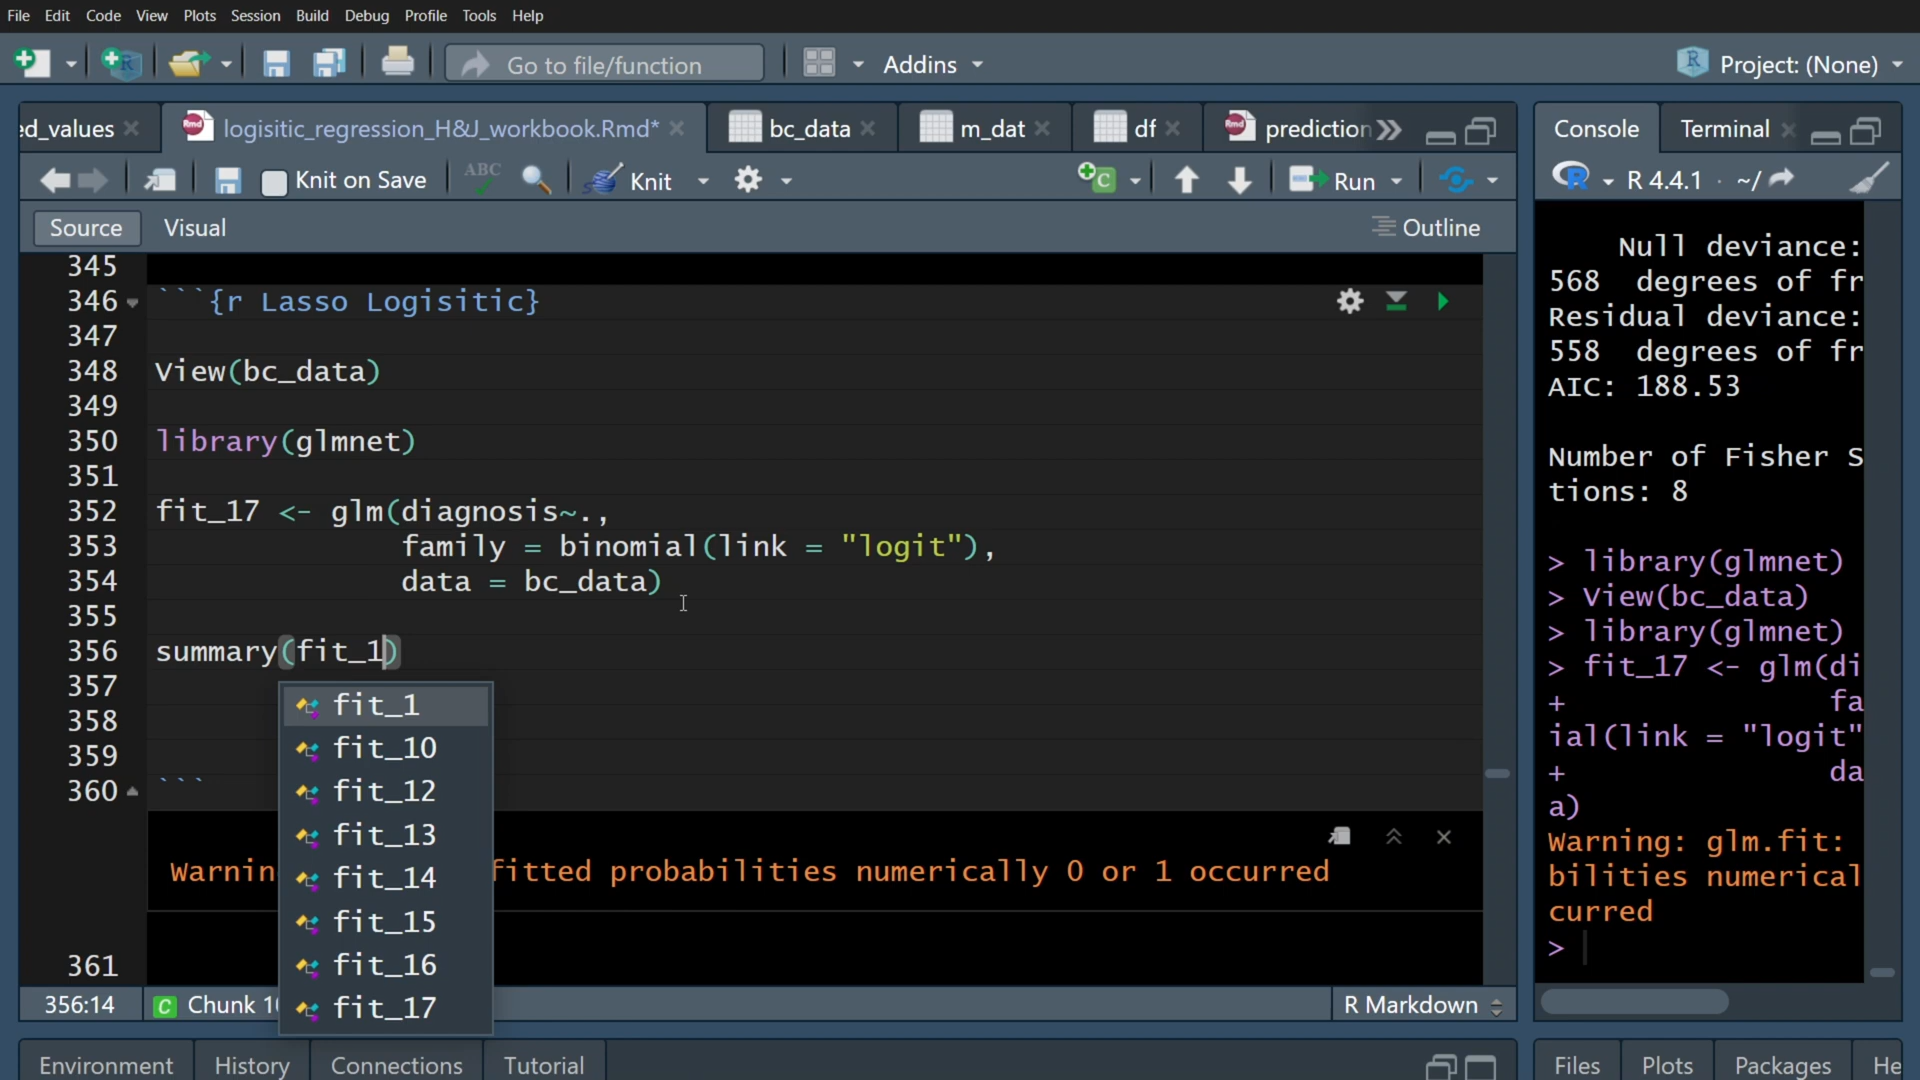 File Edit Code View Plots Session Build Debug Profile Tools Help
Go to file/function Addins Project: (None)
ed_values logisitic_regression_H&J_workbook.Rmd* bc_data m_dat df prediction Console Terminal
Knit on Save ABC Knit C Run R 4.4.1 · ~/
Source Visual Outline
345
346 ```{r Lasso Logisitic}
347
348 View(bc_data)
349
350 library(glmnet)
351
352 fit_17 <- glm(diagnosis~.,
353 family = binomial(link = "logit"),
354 data = bc_data)
355
356 summary(fit_1)
357
358
359
360 ```
fit_1
fit_10
fit_12
fit_13
fit_14
fit_15
fit_16
fit_17
Warnin fitted probabilities numerically 0 or 1 occurred
361
356:14 C Chunk 1 R Markdown
Null deviance:
568 degrees of fr
Residual deviance:
558 degrees of fr
AIC: 188.53
Number of Fisher S
tions: 8
> library(glmnet)
> View(bc_data)
> library(glmnet)
> fit_17 <- glm(di
+ fa
ial(link = "logit"
+ da
a)
Warning: glm.fit:
bilities numerical
curred
>
Environment History Connections Tutorial Files Plots Packages He